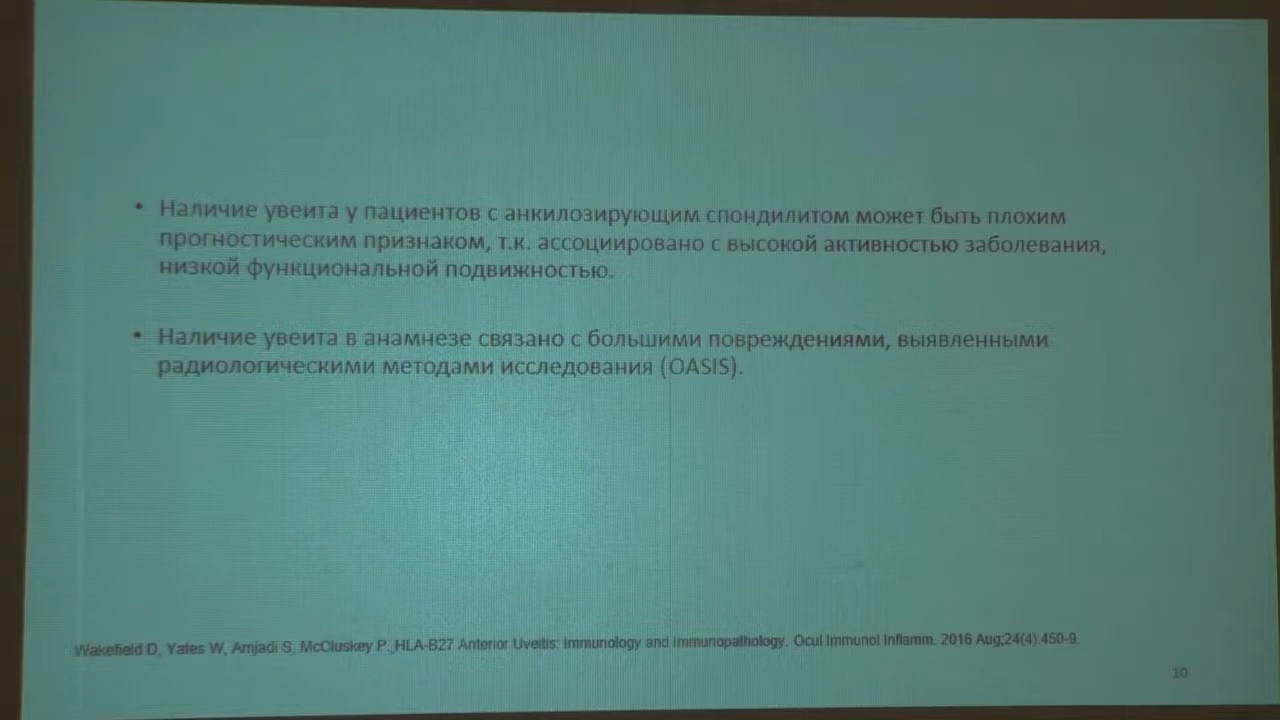 • Наличие увеита у пациентов с анкилозирующим спондилитом может быть плохим
прогностическим признаком, т.к. ассоциировано с высокой активностью заболевания,
низкой функциональной подвижностью.
• Наличие увеита в анамнезе связано с большими повреждениями, выявленными
радиологическими методами исследования (OASIS).
Wakefield D, Yates W, Amjadi S, McCluskey P. HLA-B27 Anterior Uveitis: Immunology and Immunopathology. Ocul Immunol Inflamm. 2016 Aug;24(4):450-9.
10